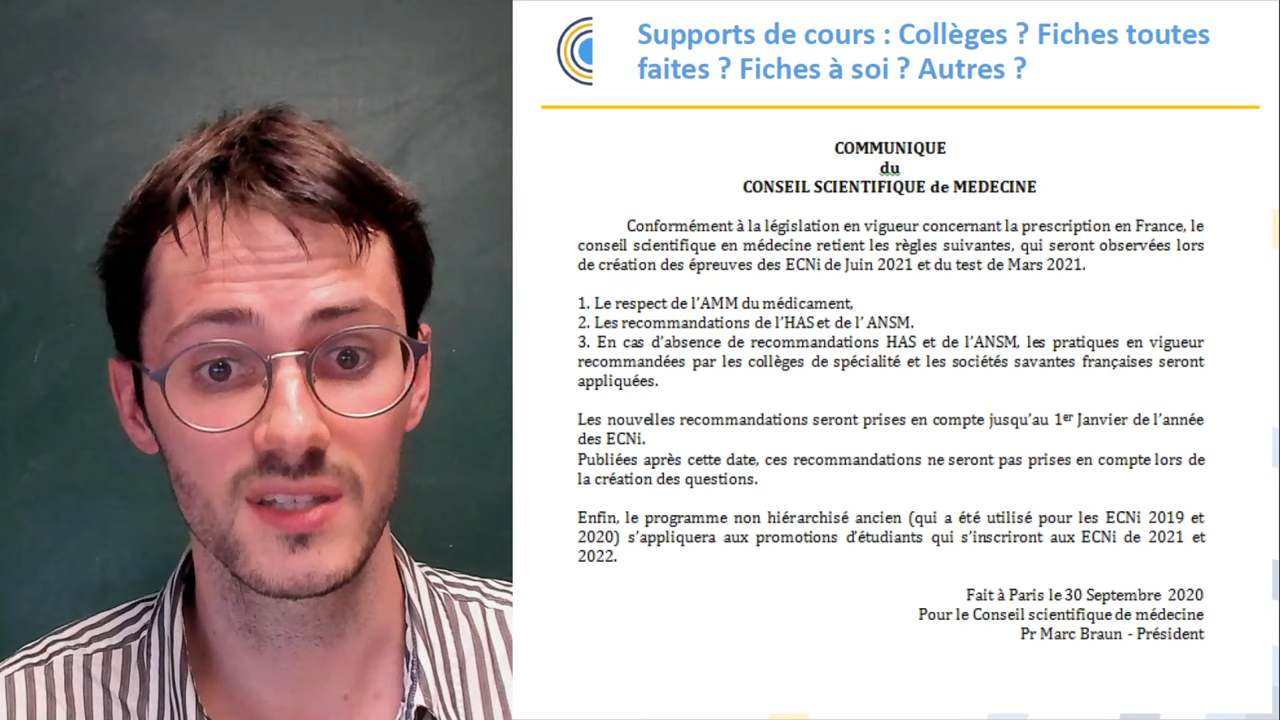 Supports de cours : Collèges ? Fiches toutes
faites ? Fiches à soi ? Autres ?
COMMUNIQUE
du
CONSEIL SCIENTIFIQUE de MEDECINE
Conformément à la législation en vigueur concernant la prescription en France, le
conseil scientifique en médecine retient les règles suivantes, qui seront observées lors
de création des épreuves des ECNi de Juin 2021 et du test de Mars 2021.
1. Le respect de l'AMM du médicament,
2. Les recommandations de l'HAS et de l' ANSM.
3. En cas d'absence de recommandations HAS et de l'ANSM, les pratiques en vigueur
recommandées par les collèges de spécialité et les sociétés savantes françaises seront
appliquées.
Les nouvelles recommandations seront prises en compte jusqu'au 1er Janvier de l'année
des ECNi.
Publiées après cette date, ces recommandations ne seront pas prises en compte lors de
la création des questions.
Enfin, le programme non hiérarchisé ancien (qui a été utilisé pour les ECNi 2019 et
2020) s'appliquera aux promotions d'étudiants qui s'inscriront aux ECNi de 2021 et
2022.
Fait à Paris le 30 Septembre 2020
Pour le Conseil scientifique de médecine
Pr Marc Braun - Président